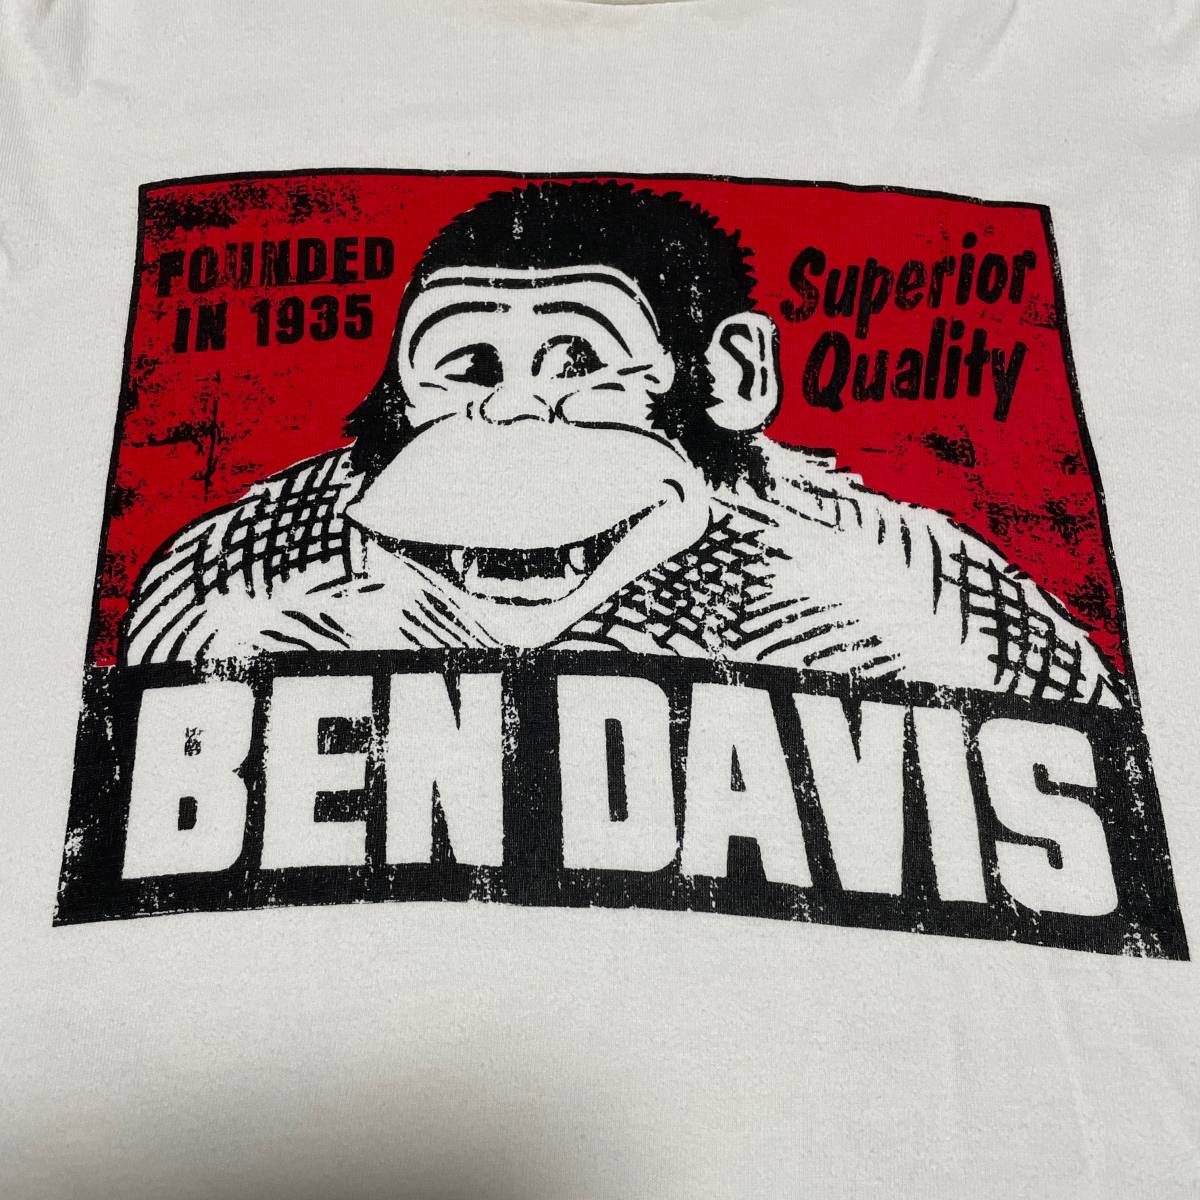 FOUNDED
IN 1935
Superior
Quality
BEN DAVIS